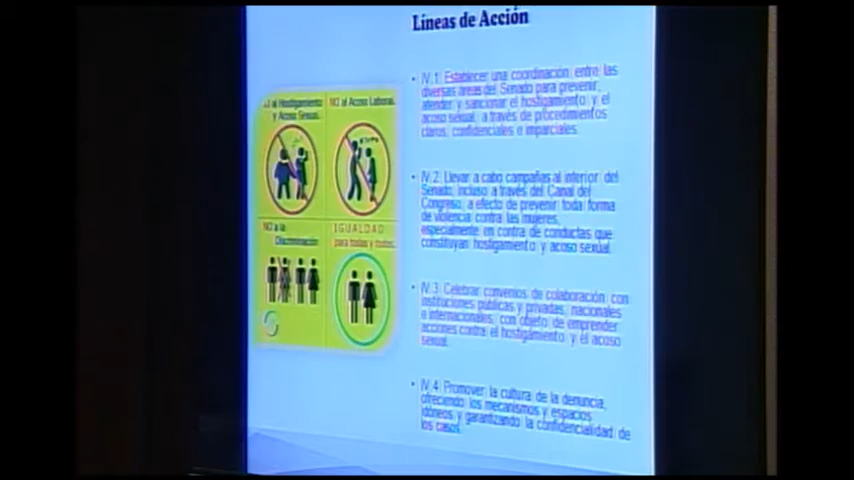 Líneas de Acción
NO al Hostigamiento
y Acoso Sexual.
NO al Acoso Laboral.
NO a la
Discriminación
IGUALDAD
para todas y todos.
• IV.1. Establecer una coordinación entre las
diversas áreas del Senado para prevenir,
atender y sancionar el hostigamiento y el
acoso sexual, a través de procedimientos
claros, confidenciales e imparciales.
• IV.2. Llevar a cabo campañas al interior del
Senado, incluso a través del Canal del
Congreso, a efecto de prevenir toda forma
de violencia contra las mujeres,
especialmente en contra de conductas que
constituyan hostigamiento y acoso sexual.
• IV.3. Celebrar convenios de colaboración con
instituciones públicas y privadas, nacionales
e internacionales, con objeto de emprender
acciones contra el hostigamiento y el acoso
sexual.
• IV.4. Promover la cultura de la denuncia,
ofreciendo los mecanismos y espacios
idóneos y garantizando la confidencialidad de
los casos.